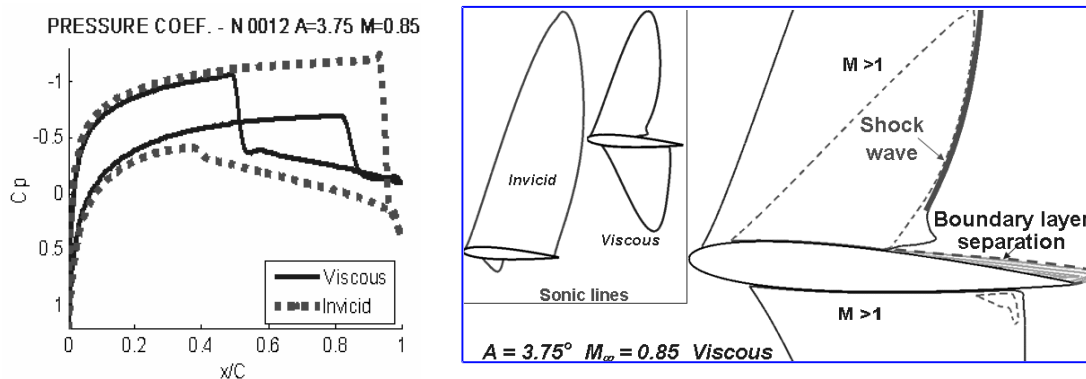 PRESSURE COEF. - N 0012 A=3.75 M=0.85
-1
-0.5
0
0.5
1
Cp
0 0.2 0.4 0.6 0.8 1
x/C
Viscous
Invicid
Invicid
Viscous
Sonic lines
M >1
Shock
wave
Boundary layer
separation
M >1
A = 3.75° M∞ = 0.85 Viscous